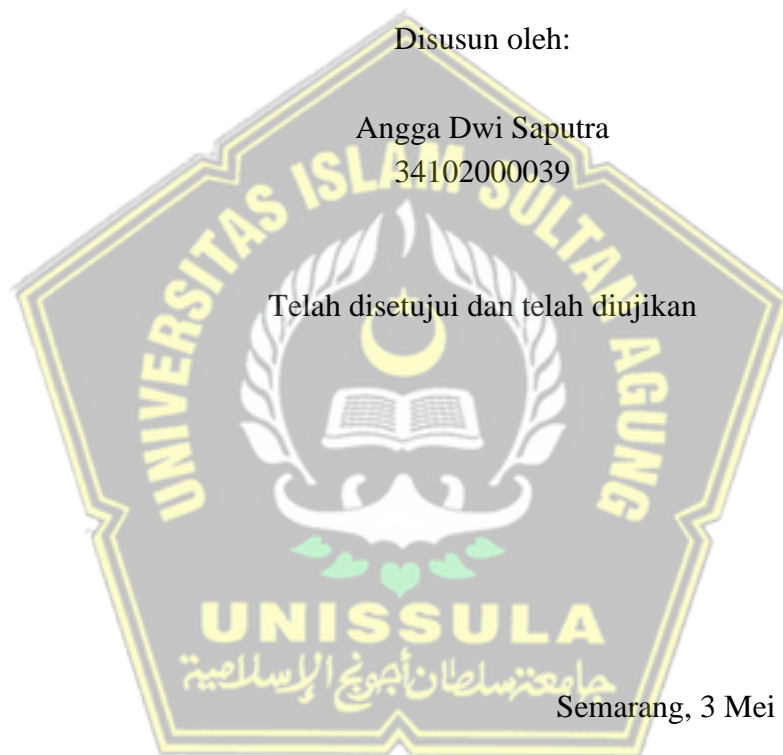 Disusun oleh:
Angga Dwi Saputra
34102000039
UNIVERSITAS ISLAM SULTAN AGUNG
Telah disetujui dan telah diujikan
UNISSULA
جامعة سلطان أجونج الإسلامية
Semarang, 3 Mei